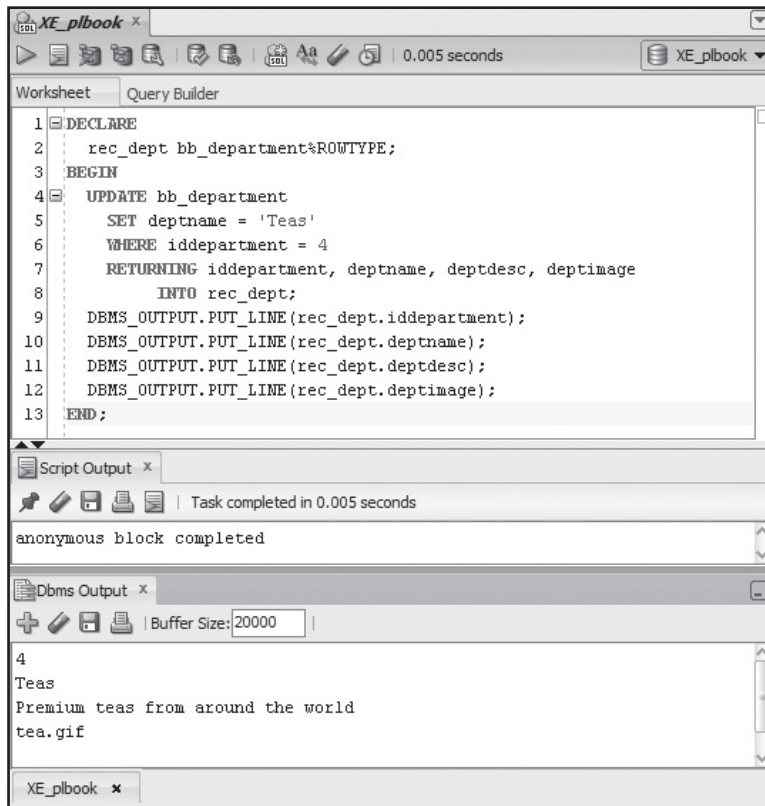 XE_plbook x
SQL
0.005 seconds
XE_plbook
Worksheet Query Builder
1 DECLARE
2 rec_dept bb_department%ROWTYPE;
3 BEGIN
4 UPDATE bb_department
5 SET deptname = 'Teas'
6 WHERE iddepartment = 4
7 RETURNING iddepartment, deptname, deptdesc, deptimage
8 INTO rec_dept;
9 DBMS_OUTPUT.PUT_LINE(rec_dept.iddepartment);
10 DBMS_OUTPUT.PUT_LINE(rec_dept.deptname);
11 DBMS_OUTPUT.PUT_LINE(rec_dept.deptdesc);
12 DBMS_OUTPUT.PUT_LINE(rec_dept.deptimage);
13 END;
Script Output x
Task completed in 0.005 seconds
anonymous block completed
Dbms Output x
Buffer Size: 20000
4
Teas
Premium teas from around the world
tea.gif
XE_plbook x